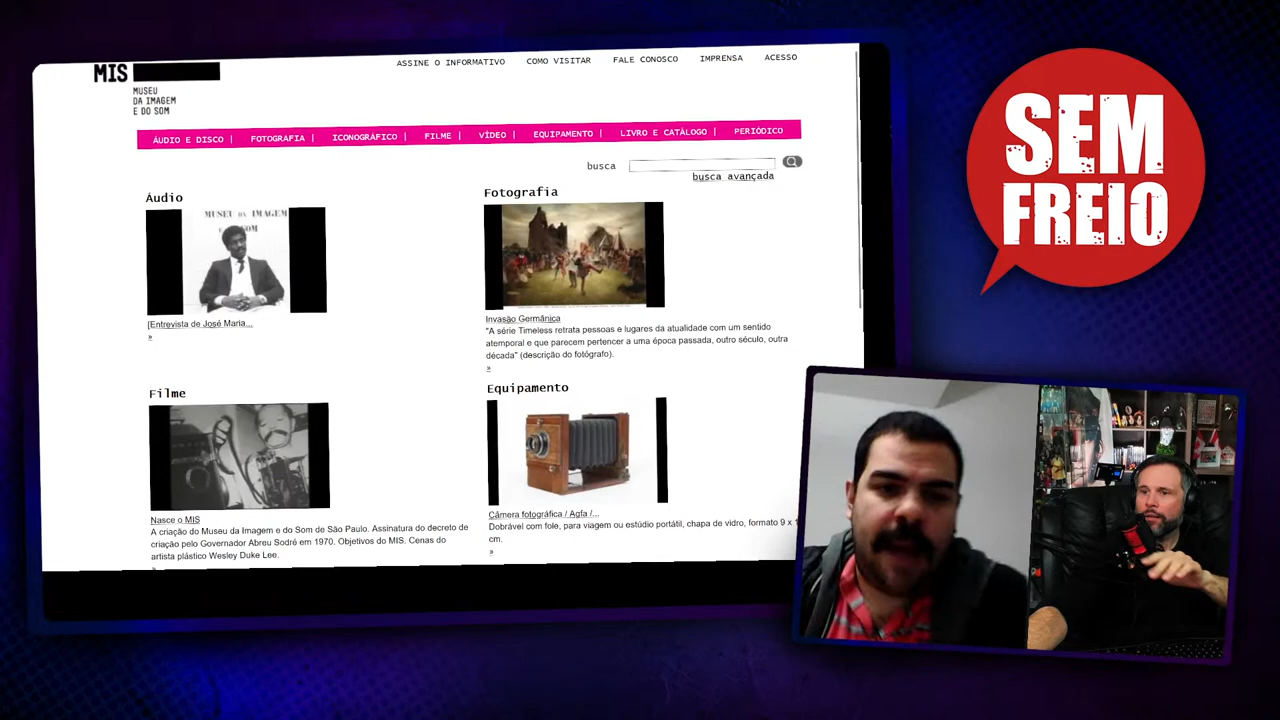 MIS
MUSEU
DA IMAGEM
E DO SOM
ASSINE O INFORMATIVO
COMO VISITAR
FALE CONOSCO
IMPRENSA
ACESSO
ÁUDIO E DISCO |
FOTOGRAFIA |
ICONOGRÁFICO |
FILME |
VÍDEO |
EQUIPAMENTO |
LIVRO E CATÁLOGO |
PERIÓDICO
busca
busca avançada
Áudio
MUSEU DA IMAGEM
SOM
[Entrevista de José Maria...
»
Fotografia
Invasão Germânica
"A série Timeless retrata pessoas e lugares da atualidade com um sentido
atemporal e que parecem pertencer a uma época passada, outro século, outra
década" (descrição do fotógrafo).
»
Filme
Nasce o MIS
A criação do Museu da Imagem e do Som de São Paulo. Assinatura do decreto de
criação pelo Governador Abreu Sodré em 1970. Objetivos do MIS. Cenas do
artista plástico Wesley Duke Lee.
Equipamento
Câmera fotográfica / Agfa /...
Dobrável com fole, para viagem ou estúdio portátil, chapa de vidro, formato 9 x
cm.
»
SEM
FREIO